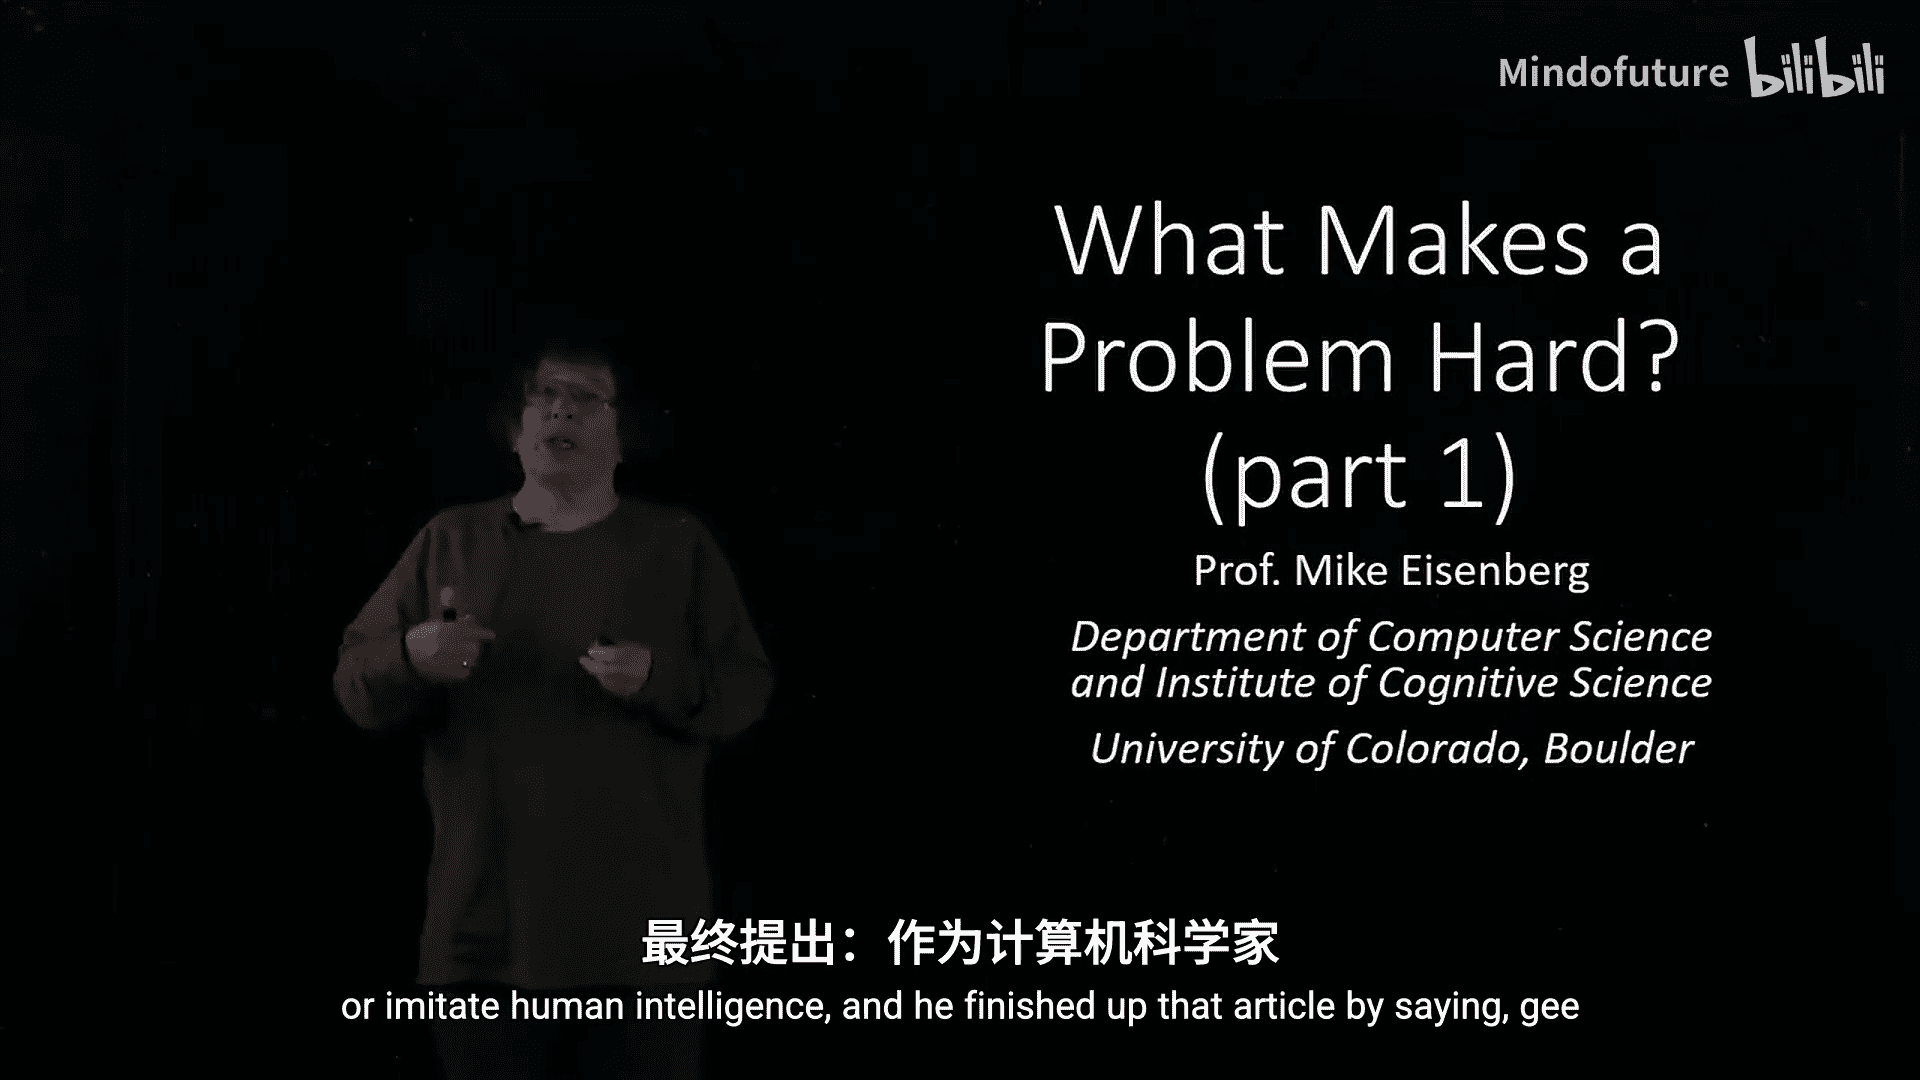 Mindofuture bilibili
What Makes a
Problem Hard?
(part 1)
Prof. Mike Eisenberg
Department of Computer Science
and Institute of Cognitive Science
University of Colorado, Boulder
最终提出：作为计算机科学家
or imitate human intelligence, and he finished up that article by saying, gee